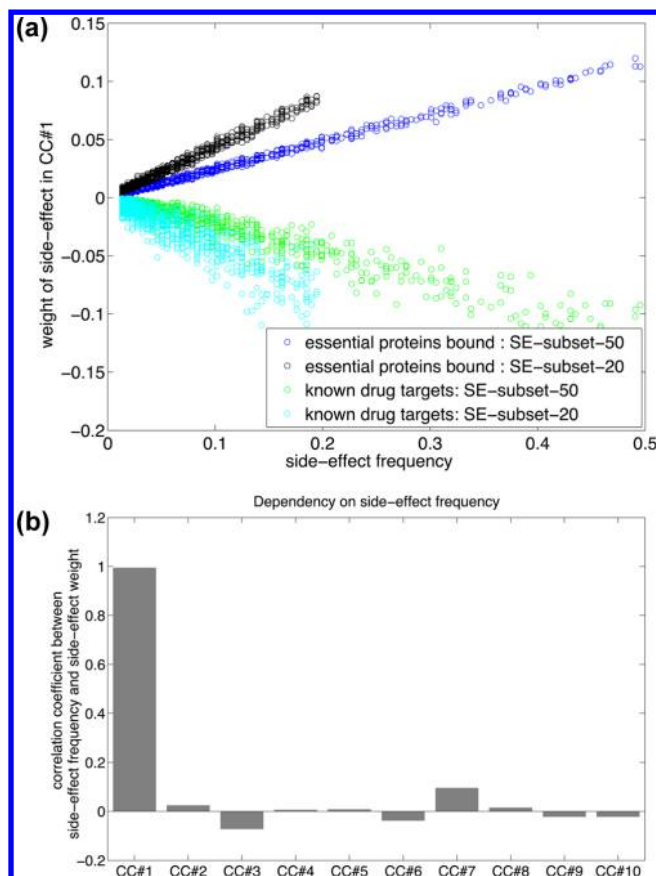 (a)
0.15
0.1
0.05
0
-0.05
-0.1
-0.15
-0.2
weight of side-effect in CC#1
essential proteins bound : SE-subset-50
essential proteins bound : SE-subset-20
known drug targets: SE-subset-50
known drug targets: SE-subset-20
0 0.1 0.2 0.3 0.4 0.5
side-effect frequency
(b)
Dependency on side-effect frequency
1.2
1
0.8
0.6
0.4
0.2
0
-0.2
correlation coefficient between
side-effect frequency and side-effect weight
CC#1 CC#2 CC#3 CC#4 CC#5 CC#6 CC#7 CC#8 CC#9 CC#10